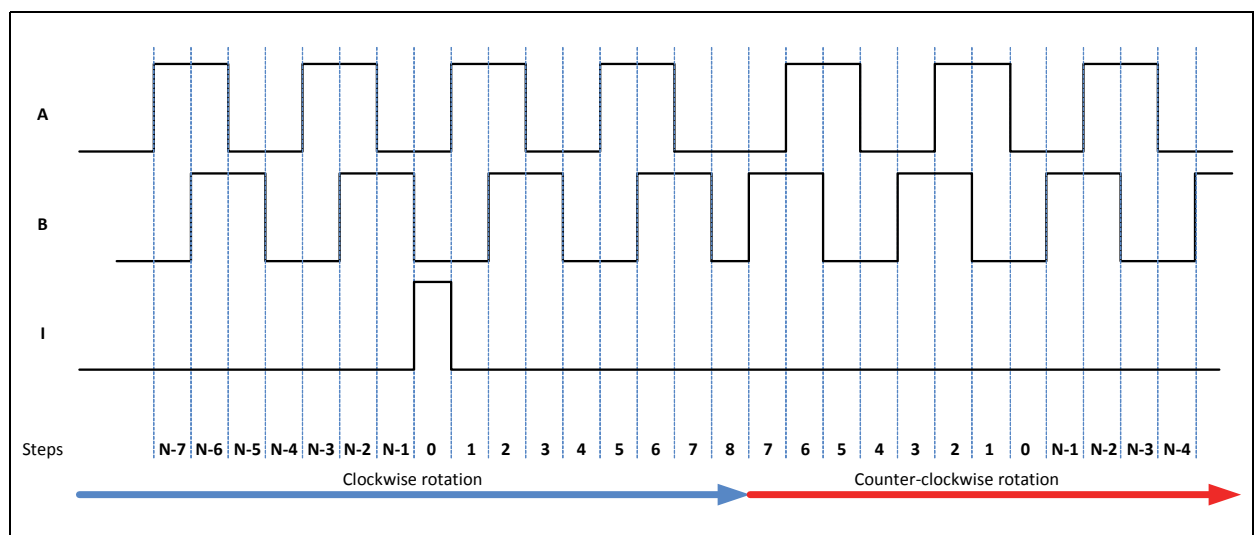 A
B
I
Steps N-7 N-6 N-5 N-4 N-3 N-2 N-1 0 1 2 3 4 5 6 7 8 7 6 5 4 3 2 1 0 N-1 N-2 N-3 N-4
Clockwise rotation Counter-clockwise rotation